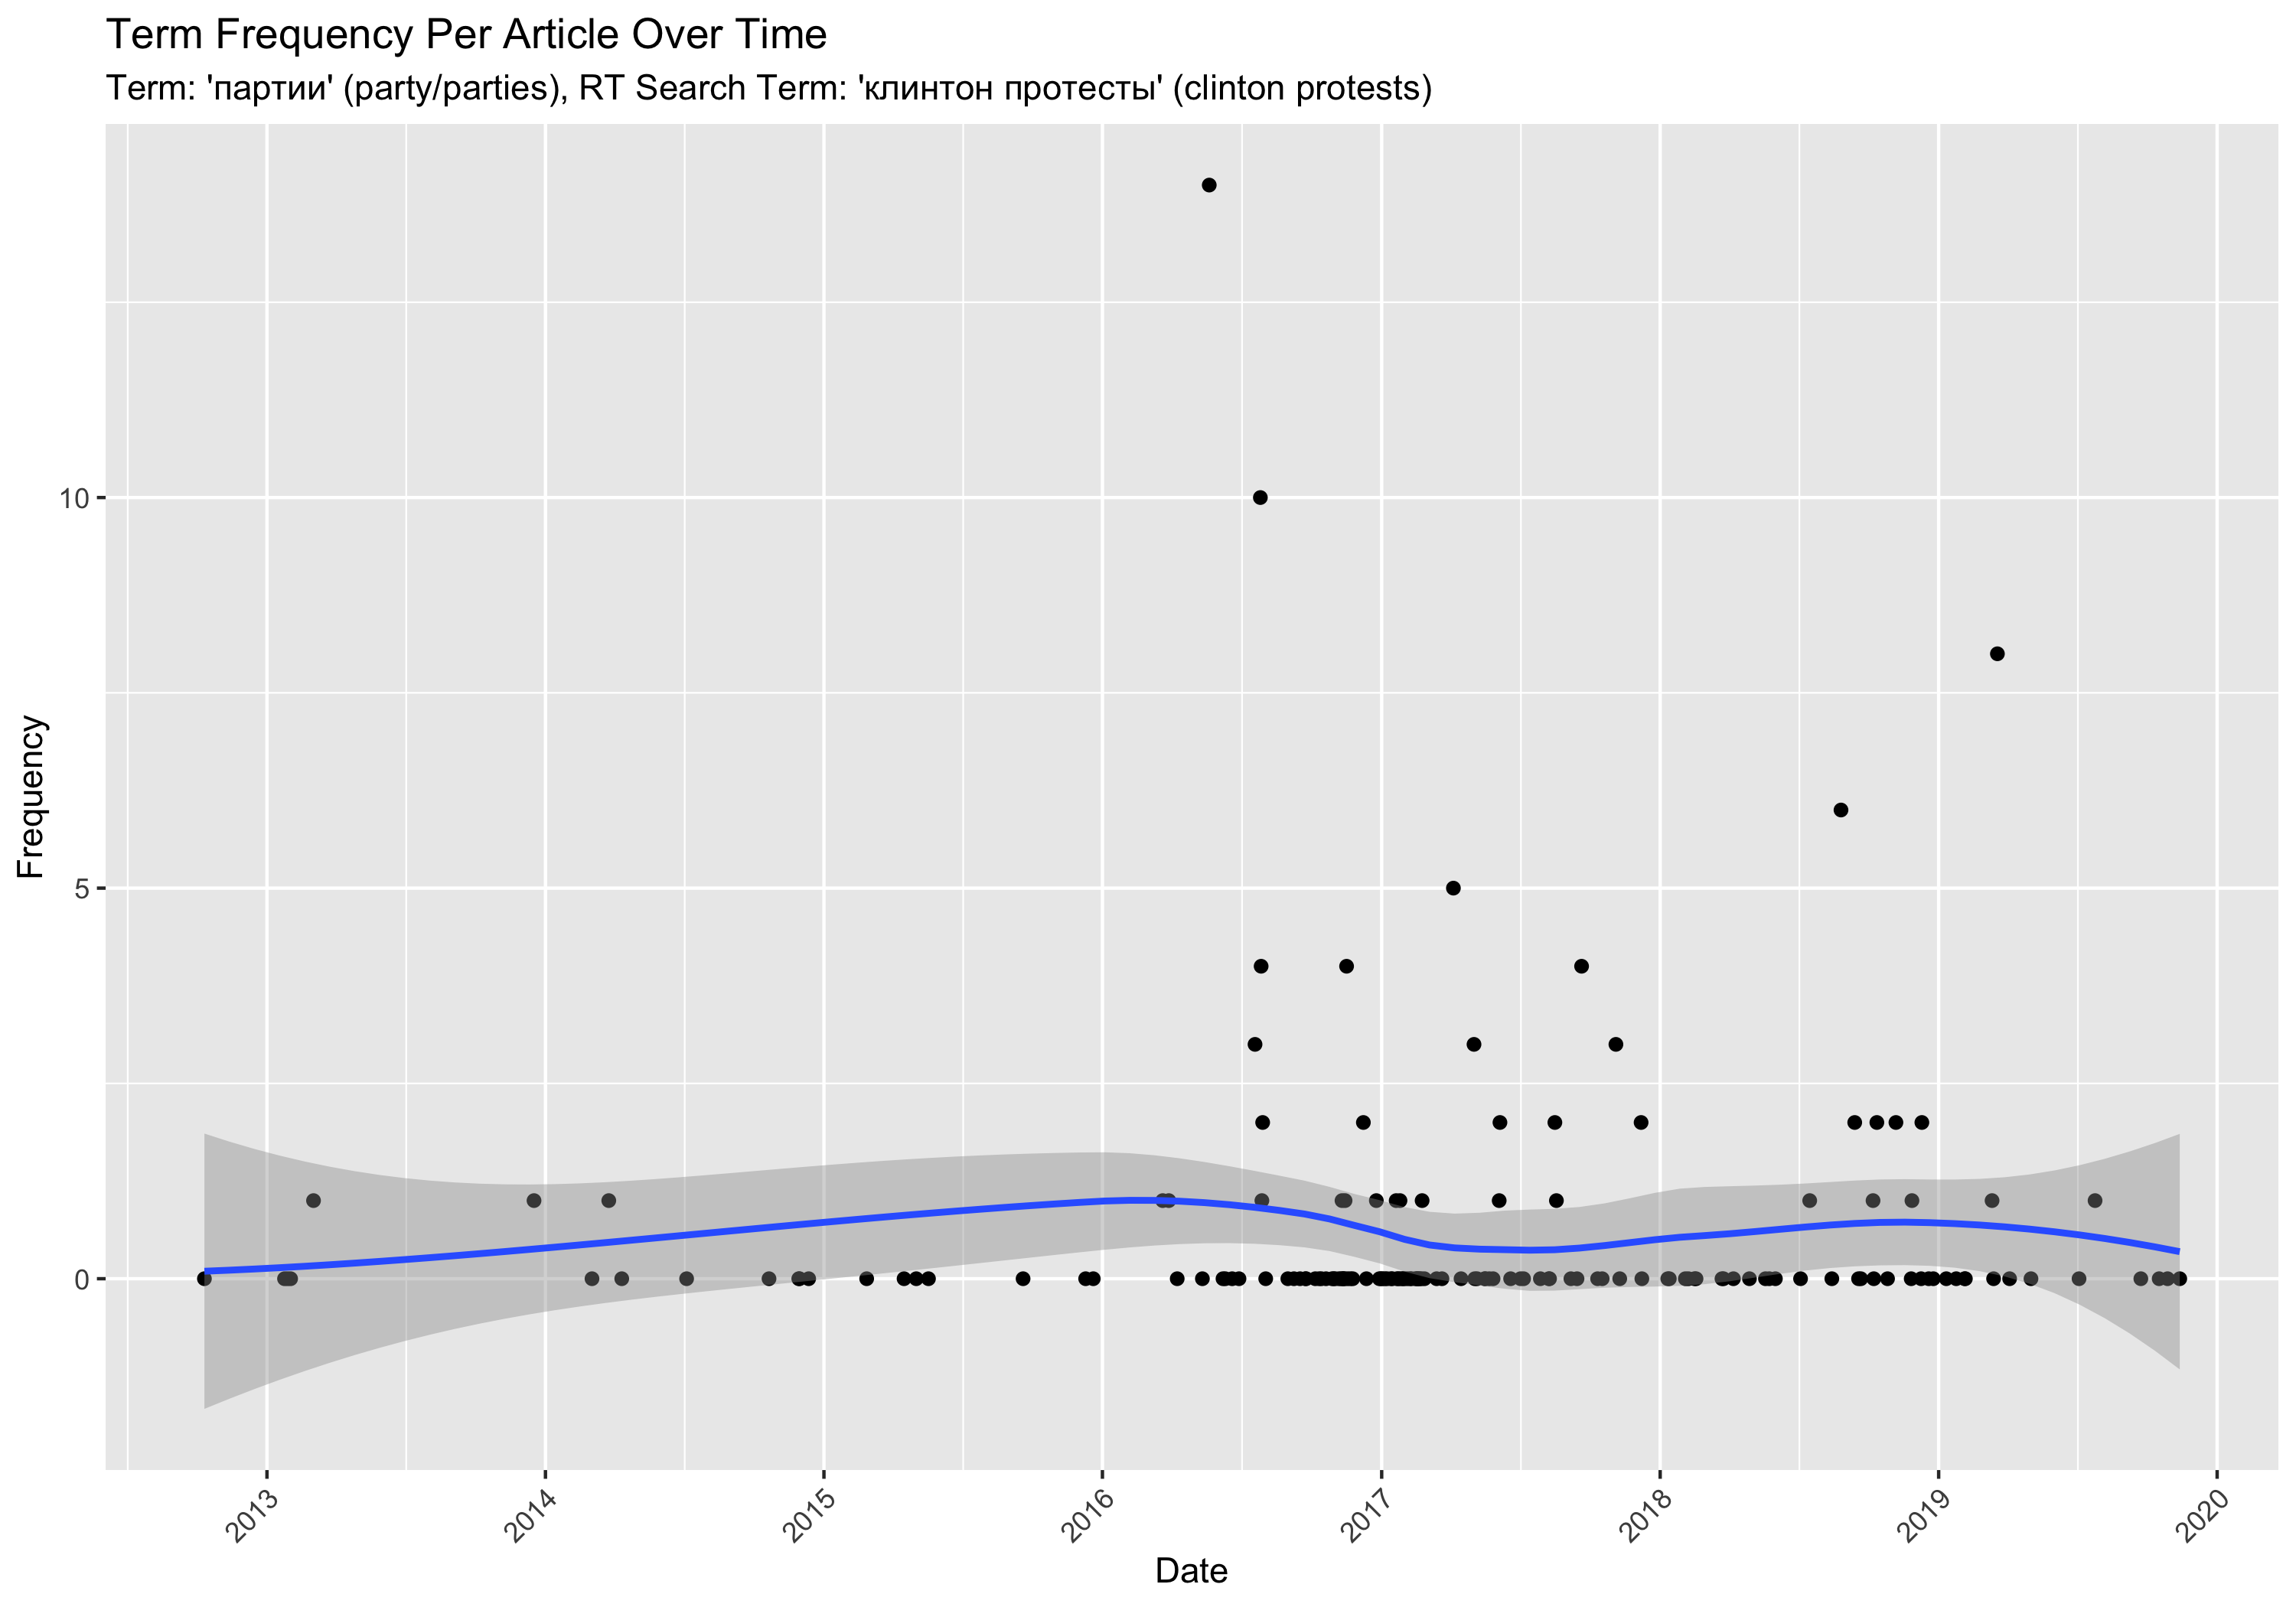 Term Frequency Per Article Over Time
Term: 'партии' (party/parties), RT Search Term: 'клинтон протесты' (clinton protests)
10
5
0
Frequency
2013
2014
2015
2016
2017
2018
2019
2020
Date